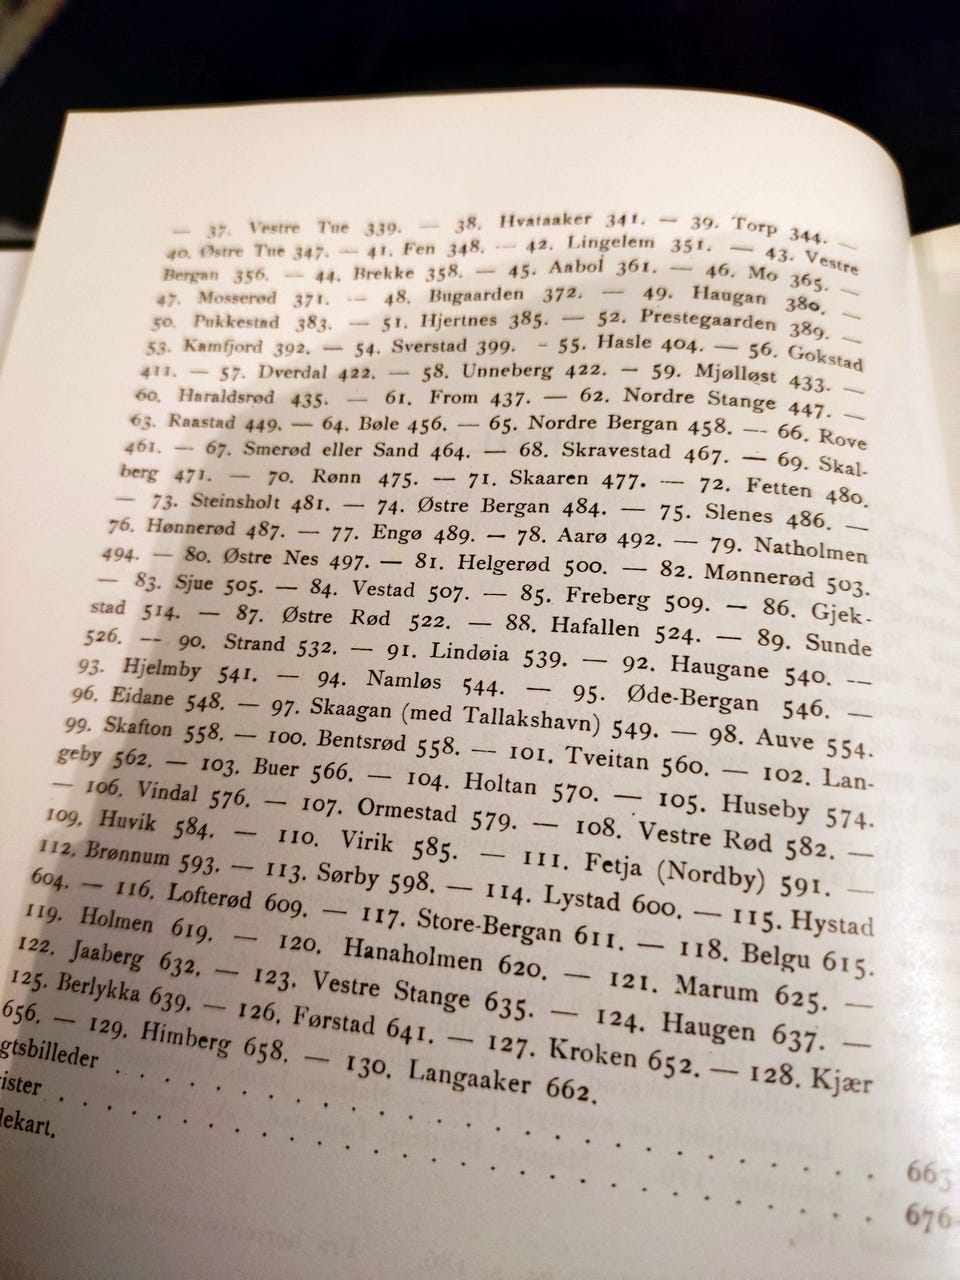 — 37. Vestre Tue 339. — 38. Hvataaker 341. — 39. Torp 344. —
40. Østre Tue 347. — 41. Fen 348. — 42. Lingelem 351. — 43. Vestre
Bergan 356. — 44. Brekke 358. — 45. Aabol 361. — 46. Mo 365. —
47. Mosserød 371. — 48. Bugaarden 372. — 49. Haugan 380. —
50. Pukkestad 383. — 51. Hjertnes 385. — 52. Prestegaarden 389. —
53. Kamfjord 392. — 54. Sverstad 399. – 55. Hasle 404. — 56. Gokstad
411. — 57. Dverdal 422. — 58. Unneberg 422. — 59. Mjølløst 433. —
60. Haraldsrød 435. — 61. From 437. — 62. Nordre Stange 447. —
63. Raastad 449. — 64. Bøle 456. — 65. Nordre Bergan 458. — 66. Rove
461. — 67. Smerød eller Sand 464. — 68. Skravestad 467. — 69. Skal-
berg 471. — 70. Rønn 475. — 71. Skaaren 477. — 72. Fetten 480.
— 73. Steinsholt 481. — 74. Østre Bergan 484. — 75. Slenes 486. —
76. Hønnerød 487. — 77. Engø 489. — 78. Aarø 492. — 79. Natholmen
494. — 80. Østre Nes 497. — 81. Helgerød 500. — 82. Mønnerød 503.
— 83. Sjue 505. — 84. Vestad 507. — 85. Freberg 509. — 86. Gjek-
stad 514. — 87. Østre Rød 522. — 88. Hafallen 524. — 89. Sunde
526. — 90. Strand 532. — 91. Lindøia 539. — 92. Haugane 540. —
93. Hjelmby 541. — 94. Namløs 544. — 95. Øde-Bergan 546. —
96. Eidane 548. — 97. Skaagan (med Tallakshavn) 549. — 98. Auve 554.
99. Skafton 558. — 100. Bentsrød 558. — 101. Tveitan 560. — 102. Lan-
geby 562. — 103. Buer 566. — 104. Holtan 570. — 105. Huseby 574.
— 106. Vindal 576. — 107. Ormestad 579. — 108. Vestre Rød 582. —
109. Huvik 584. — 110. Virik 585. — 111. Fetja (Nordby) 591. —
112. Brønnum 593. — 113. Sørby 598. — 114. Lystad 600. — 115. Hystad
604. — 116. Lofterød 609. — 117. Store-Bergan 611. — 118. Belgu 615.
119. Holmen 619. — 120. Hanaholmen 620. — 121. Marum 625. —
122. Jaaberg 632. — 123. Vestre Stange 635. — 124. Haugen 637. —
125. Berlykka 639. — 126. Førstad 641. — 127. Kroken 652. — 128. Kjær
656. — 129. Himberg 658. — 130. Langaaker 662.
gtsbilleder . . . . . . . . . . . . . . . . . . . . 663
ister . . . . . . . . . . . . . . . . . . . . . . 676
lekart.